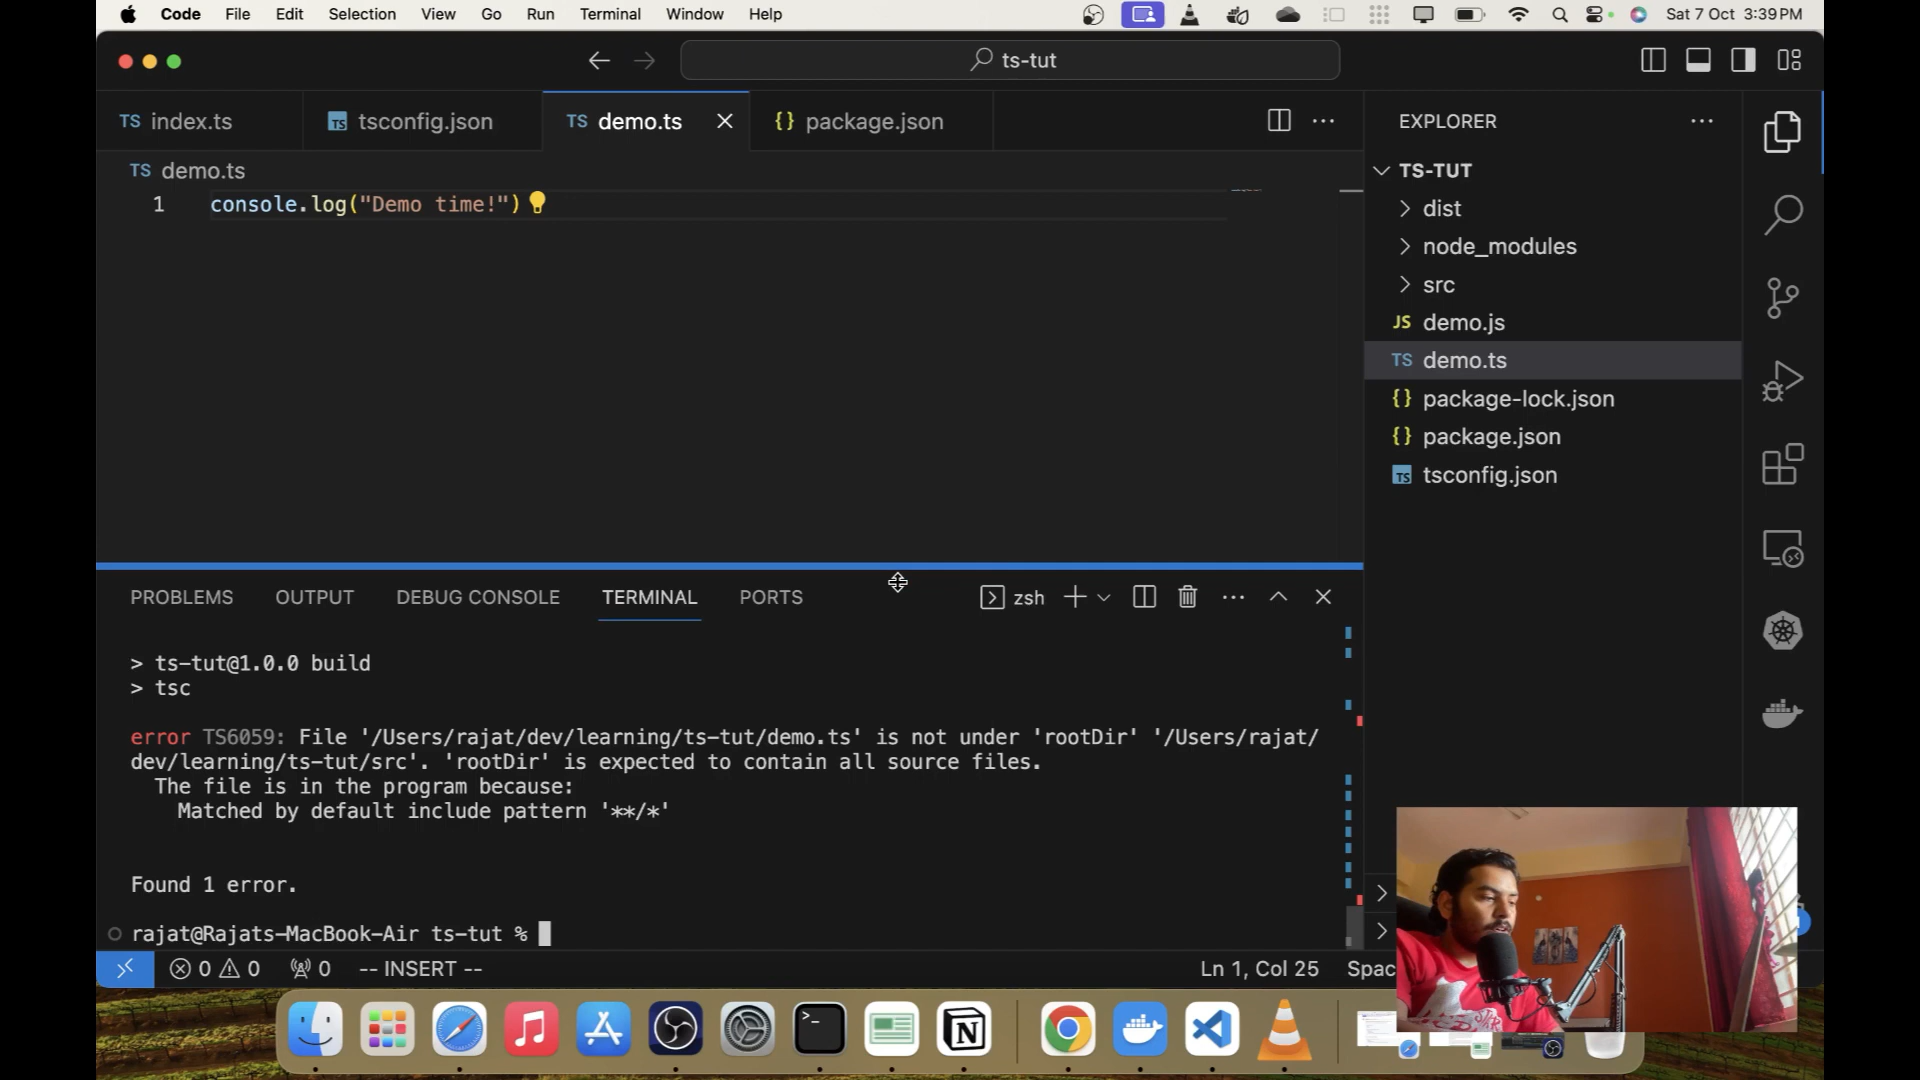 Code File Edit Selection View Go Run Terminal Window Help Sat 7 Oct 3:39 PM
ts-tut
TS index.ts TS tsconfig.json TS demo.ts {} package.json
TS demo.ts
1 console.log("Demo time!")
EXPLORER
TS-TUT
dist
node_modules
src
JS demo.js
TS demo.ts
{} package-lock.json
{} package.json
TS tsconfig.json
PROBLEMS OUTPUT DEBUG CONSOLE TERMINAL PORTS zsh
> ts-tut@1.0.0 build
> tsc
error TS6059: File '/Users/rajat/dev/learning/ts-tut/demo.ts' is not under 'rootDir' '/Users/rajat/
dev/learning/ts-tut/src'. 'rootDir' is expected to contain all source files.
The file is in the program because:
Matched by default include pattern '**/*'
Found 1 error.
rajat@Rajats-MacBook-Air ts-tut %
0 0 0 -- INSERT -- Ln 1, Col 25 Spac